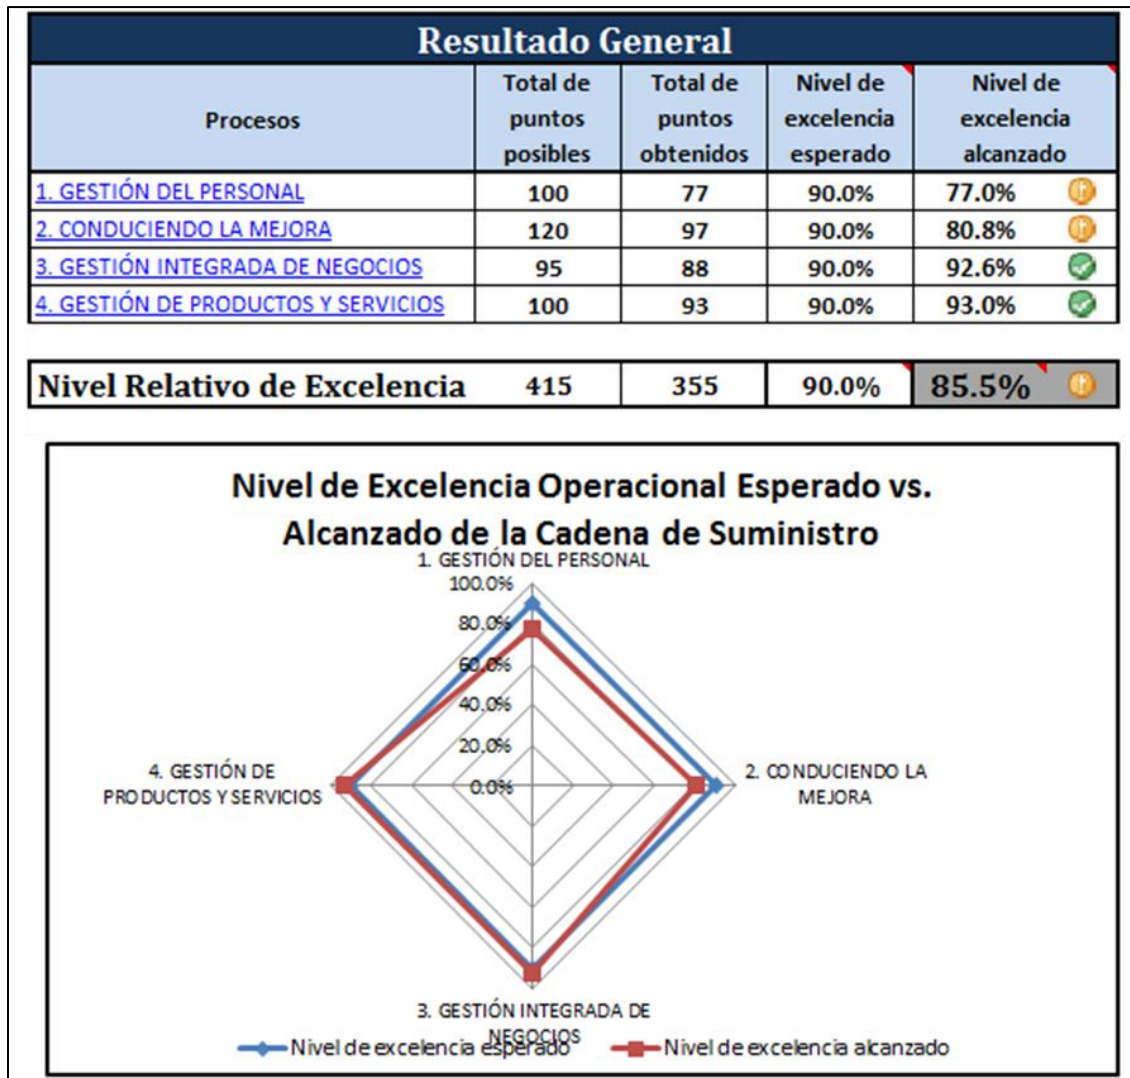 Resultado General
Procesos Total de puntos posibles Total de puntos obtenidos Nivel de excelencia esperado Nivel de excelencia alcanzado
1. GESTIÓN DEL PERSONAL 100 77 90.0% 77.0%
2. CONDUCIENDO LA MEJORA 120 97 90.0% 80.8%
3. GESTIÓN INTEGRADA DE NEGOCIOS 95 88 90.0% 92.6%
4. GESTIÓN DE PRODUCTOS Y SERVICIOS 100 93 90.0% 93.0%
Nivel Relativo de Excelencia 415 355 90.0% 85.5%
Nivel de Excelencia Operacional Esperado vs.
Alcanzado de la Cadena de Suministro
1. GESTIÓN DEL PERSONAL
100.0%
80.0%
60.0%
40.0%
20.0%
0.0%
4. GESTIÓN DE
PRODUCTOS Y SERVICIOS
2. CONDUCIENDO LA
MEJORA
3. GESTIÓN INTEGRADA DE
NEGOCIOS
Nivel de excelencia esperado
Nivel de excelencia alcanzado